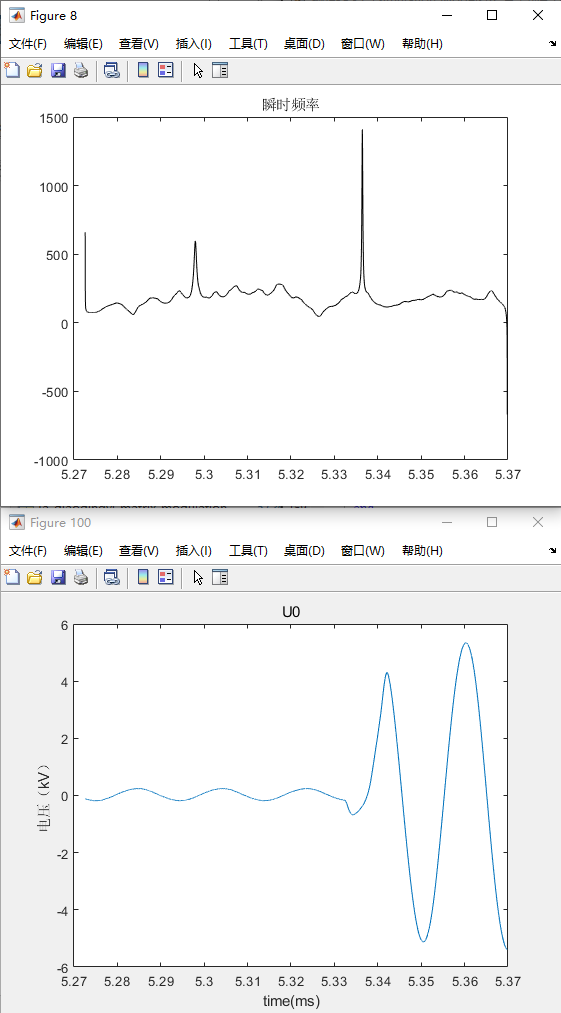 Figure 8
文件(F) 编辑(E) 查看(V) 插入(I) 工具(T) 桌面(D) 窗口(W) 帮助(H)
瞬时频率
1500
1000
500
0
-500
-1000
5.27 5.28 5.29 5.3 5.31 5.32 5.33 5.34 5.35 5.36 5.37
Figure 100
文件(F) 编辑(E) 查看(V) 插入(I) 工具(T) 桌面(D) 窗口(W) 帮助(H)
U0
电压（kV）
6
4
2
0
-2
-4
-6
5.27 5.28 5.29 5.3 5.31 5.32 5.33 5.34 5.35 5.36 5.37
time(ms)